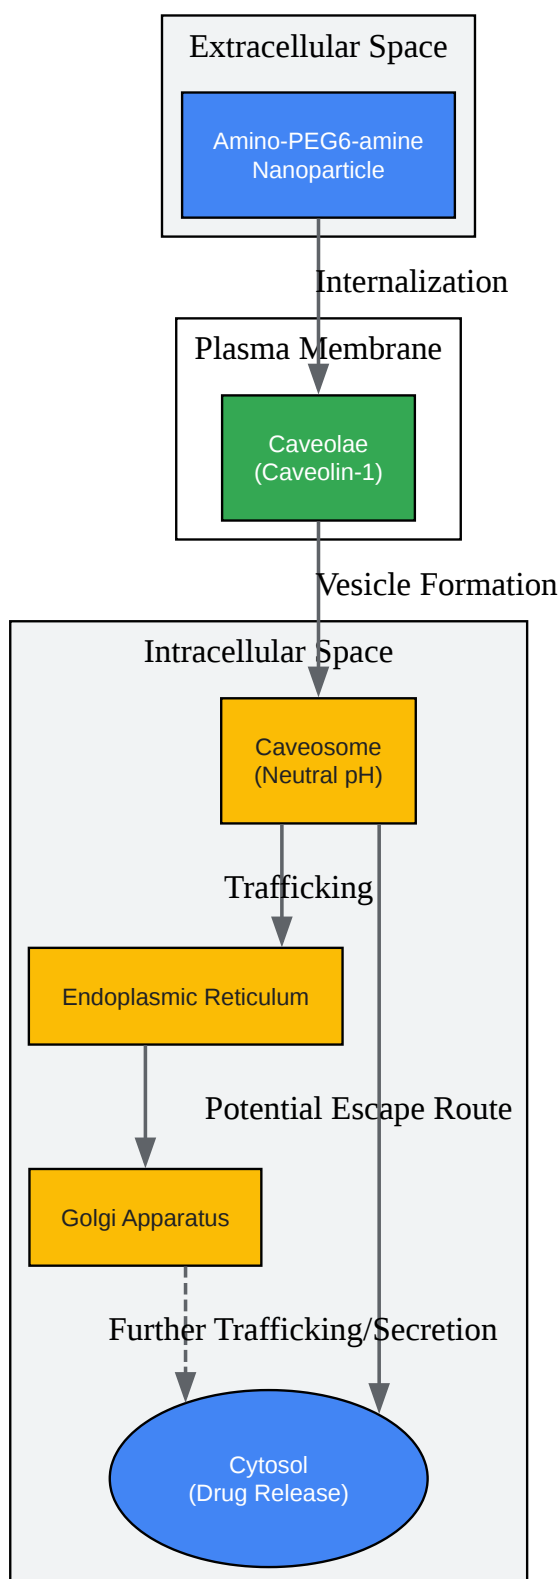 Extracellular Space
Amino-PEG6-amine
Nanoparticle
Internalization
Plasma Membrane
Caveolae
(Caveolin-1)
Vesicle Formation
Intracellular Space
Caveosome
(Neutral pH)
Trafficking
Endoplasmic Reticulum
Potential Escape Route
Golgi Apparatus
Further Trafficking/Secretion
Cytosol
(Drug Release)